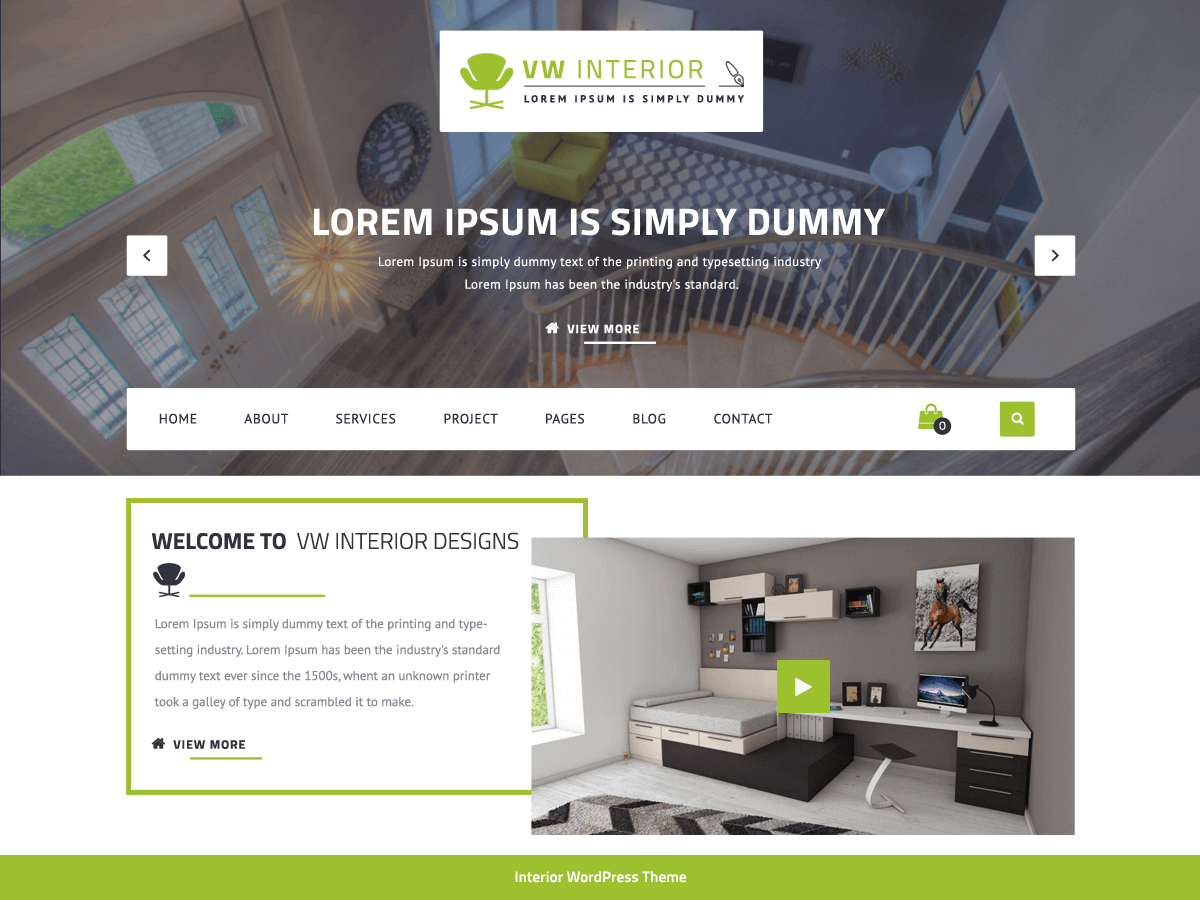 VW INTERIOR
LOREM IPSUM IS SIMPLY DUMMY
LOREM IPSUM IS SIMPLY DUMMY
Lorem Ipsum is simply dummy text of the printing and typesetting industry
Lorem Ipsum has been the industry's standard.
VIEW MORE
HOME ABOUT SERVICES PROJECT PAGES BLOG CONTACT 0
WELCOME TO VW INTERIOR DESIGNS
Lorem Ipsum is simply dummy text of the printing and type-
setting industry. Lorem Ipsum has been the industry's standard
dummy text ever since the 1500s, whent an unknown printer
took a galley of type and scrambled it to make.
VIEW MORE
Interior WordPress Theme